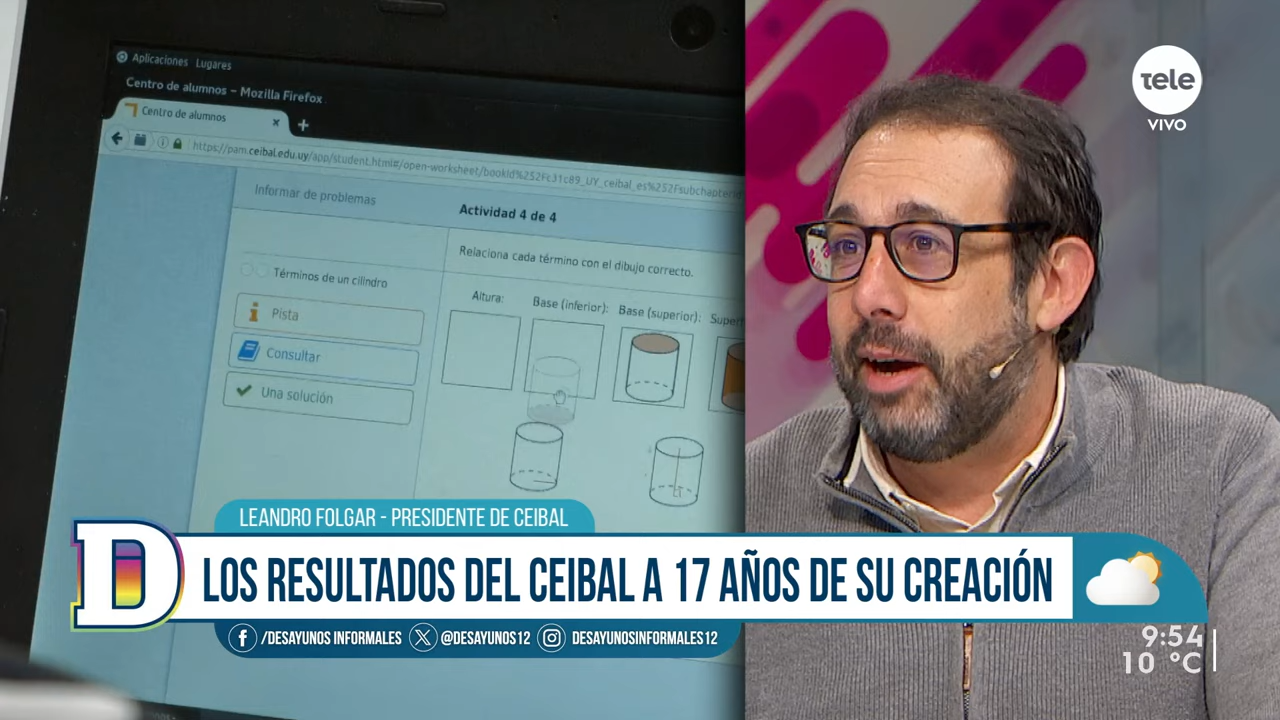 Aplicaciones Lugares
Centro de alumnos - Mozilla Firefox
Centro de alumnos
https://pam.ceibal.edu.uy/app/student.html#/open-worksheet/bookId%252Fc31c89_UY_ceibal_es%252Fsubchapterid
Informar de problemas
Actividad 4 de 4
Relaciona cada término con el dibujo correcto.
Términos de un cilindro
Altura:
Base (inferior):
Base (superior):
Pista
Consultar
Una solución
tele
VIVO
LEANDRO FOLGAR - PRESIDENTE DE CEIBAL
D
LOS RESULTADOS DEL CEIBAL A 17 AÑOS DE SU CREACIÓN
/DESAYUNOS INFORMALES @DESAYUNOS12 DESAYUNOSINFORMALES12
9:54
10 °C